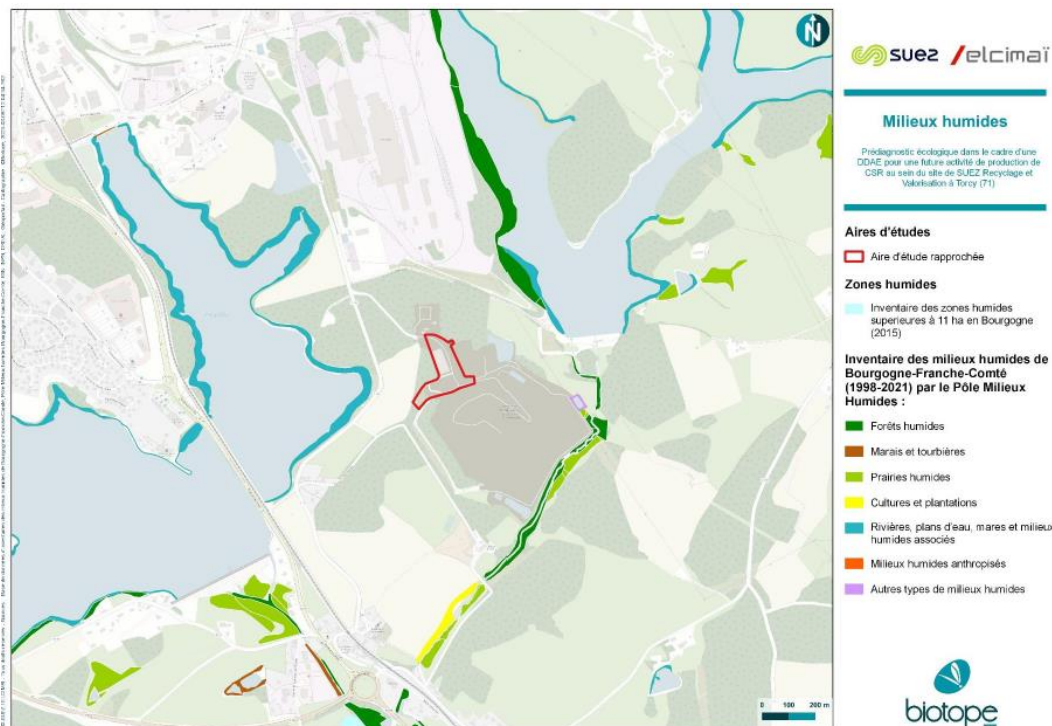 N
suez /elcimaï
Milieux humides
Prédiagnostic écologique dans le cadre d'une
DDAE pour une future activité de production de
CSR au sein du site de SUEZ Recyclage et
Valorisation à Torcy (71)
Aires d'études
Aire d'étude rapprochée
Zones humides
Inventaire des zones humides
superieures à 11 ha en Bourgogne
(2015)
Inventaire des milieux humides de
Bourgogne-Franche-Comté
(1998-2021) par le Pôle Milieux
Humides :
Forêts humides
Marais et tourbières
Prairies humides
Cultures et plantations
Rivières, plans d'eau, mares et milieux
humides associés
Milieux humides anthropisés
Autres types de milieux humides
0 100 200 m
biotope